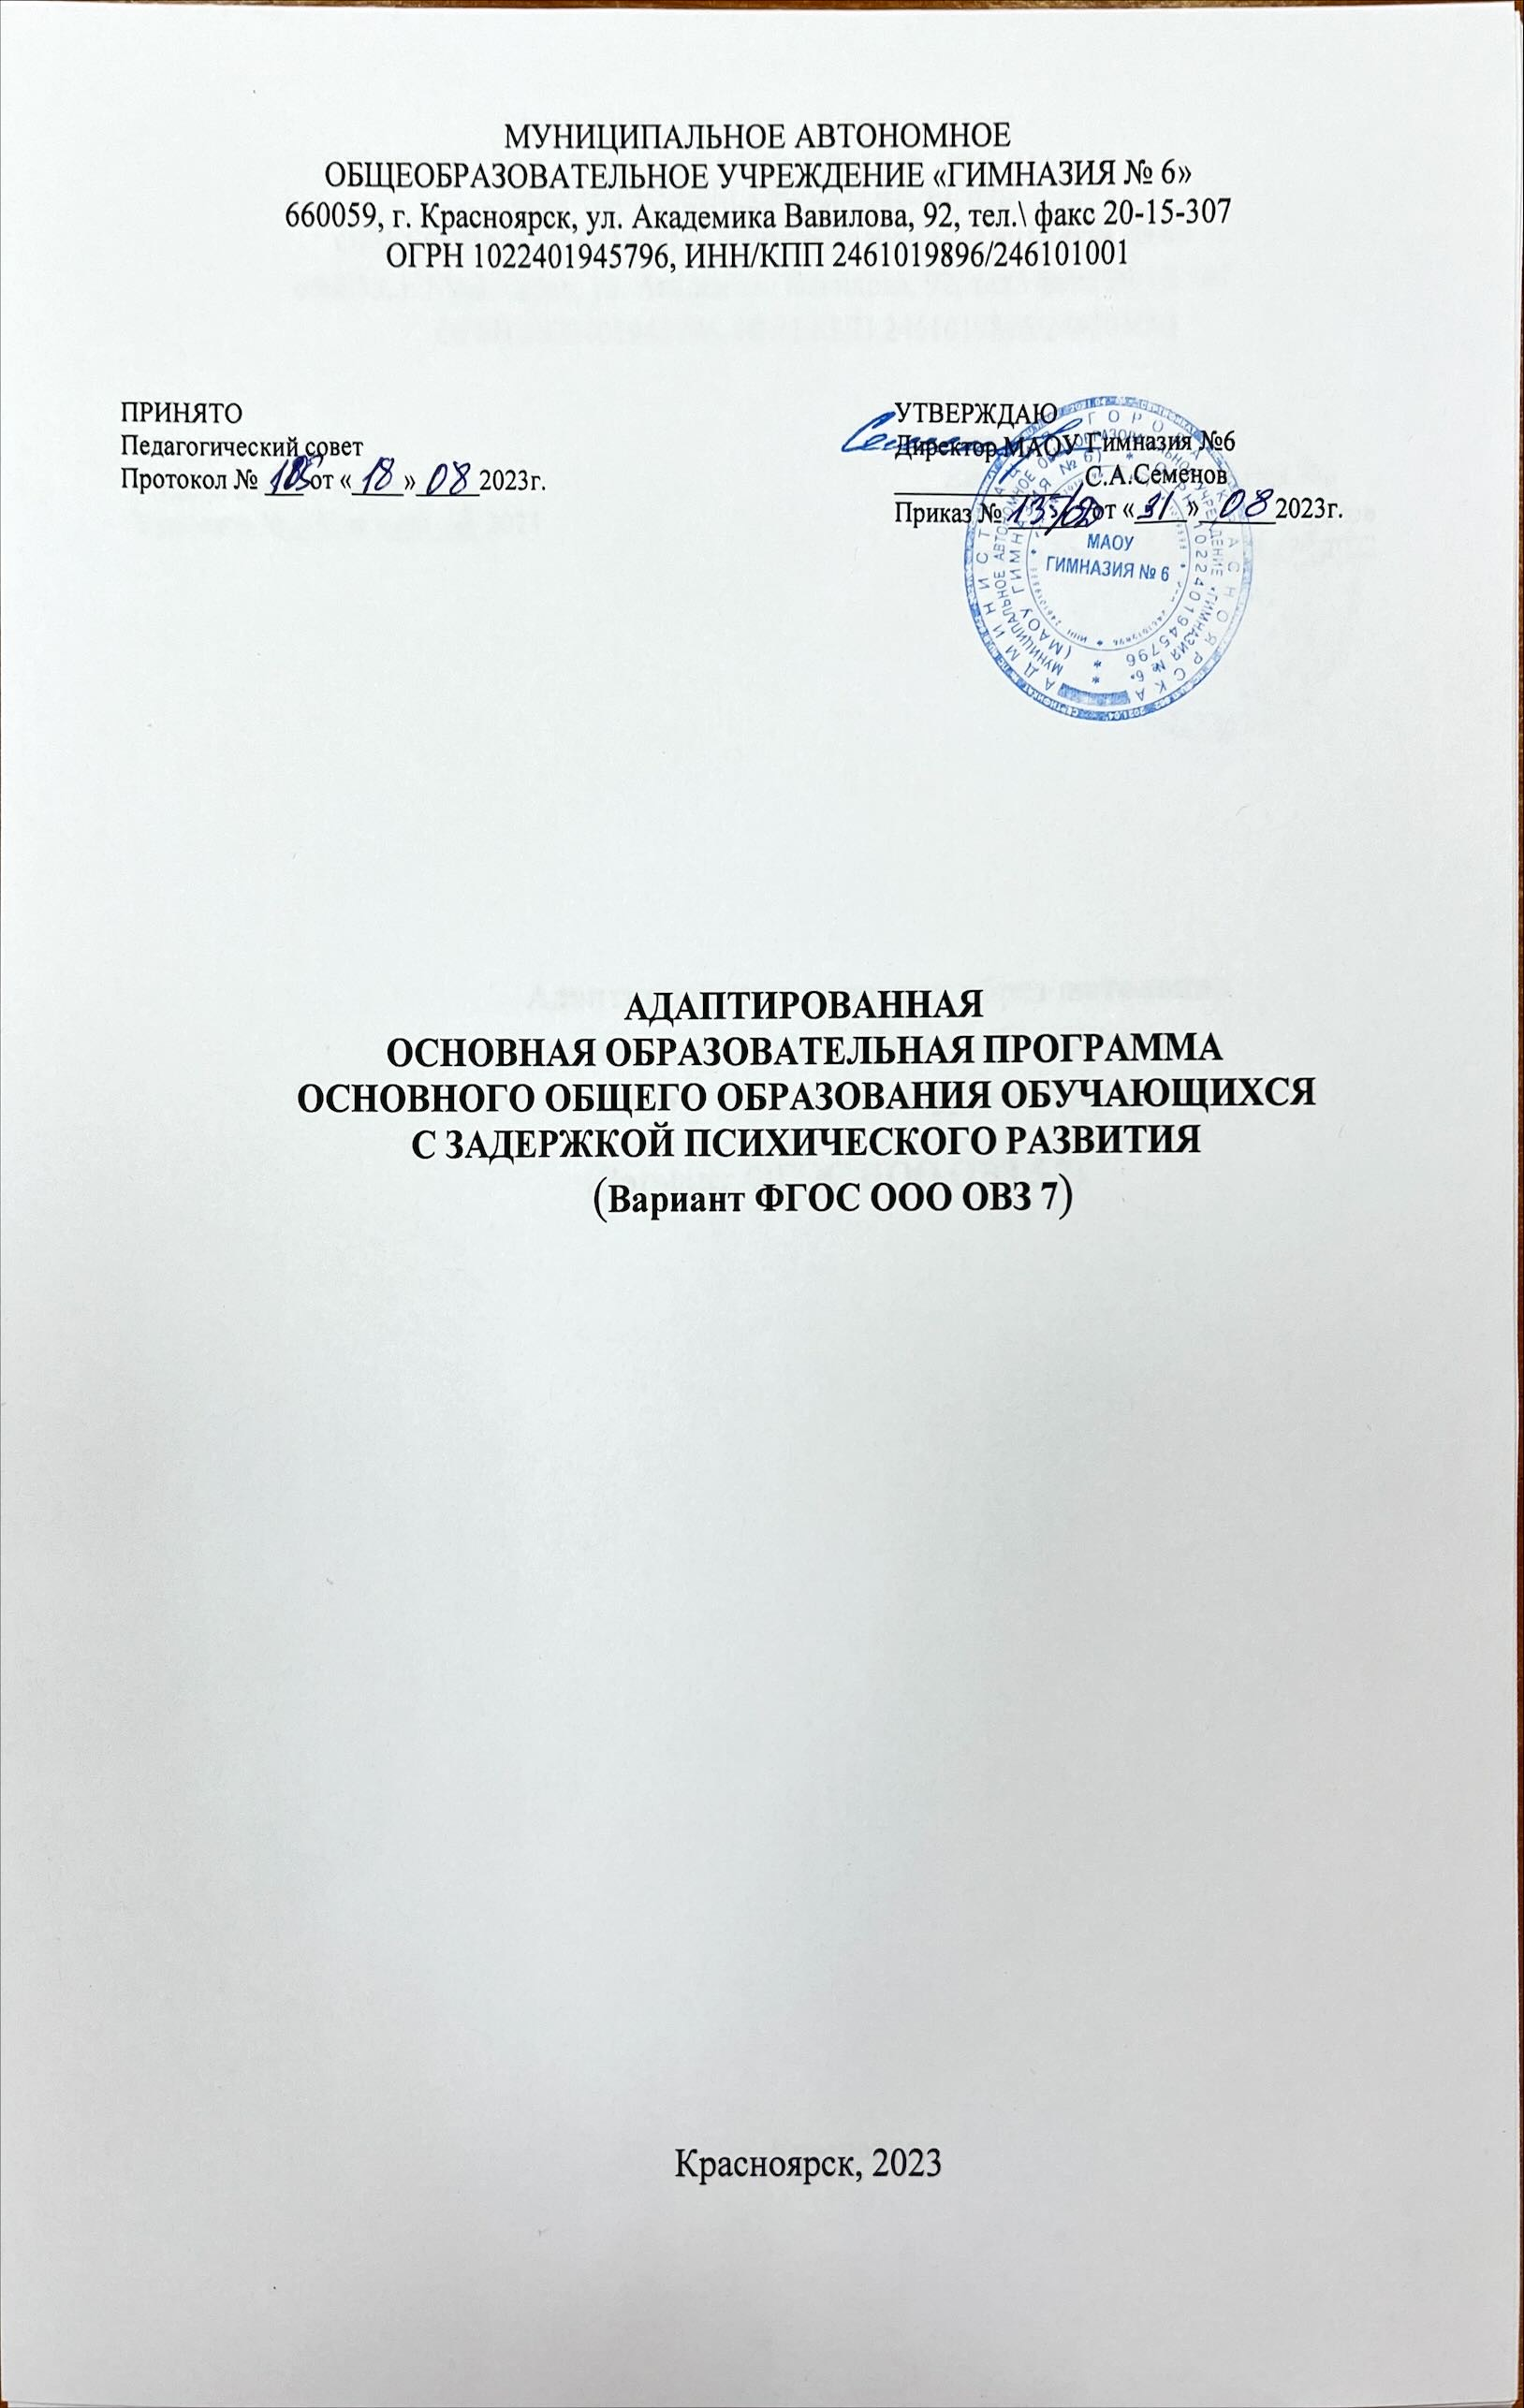 МУНИЦИПАЛЬНОЕ АВТОНОМНОЕ
ОБЩЕОБРАЗОВАТЕЛЬНОЕ УЧРЕЖДЕНИЕ «ГИМНАЗИЯ № 6»
660059, г. Красноярск, ул. Академика Вавилова, 92, тел.\ факс 20-15-307
ОГРН 1022401945796, ИНН/КПП 2461019896/246101001
ПРИНЯТО
Педагогический совет
Протокол № от «18» 08 2023г.
УТВЕРЖДАЮ
Директор МАОУ Гимназия №6
С.А.Семенов
Приказ № от «31» 08 2023г.
МАОУ
ГИМНАЗИЯ № 6
АДАПТИРОВАННАЯ
ОСНОВНАЯ ОБРАЗОВАТЕЛЬНАЯ ПРОГРАММА
ОСНОВНОГО ОБЩЕГО ОБРАЗОВАНИЯ ОБУЧАЮЩИХСЯ
С ЗАДЕРЖКОЙ ПСИХИЧЕСКОГО РАЗВИТИЯ
(Вариант ФГОС ООО ОВЗ 7)
Красноярск, 2023